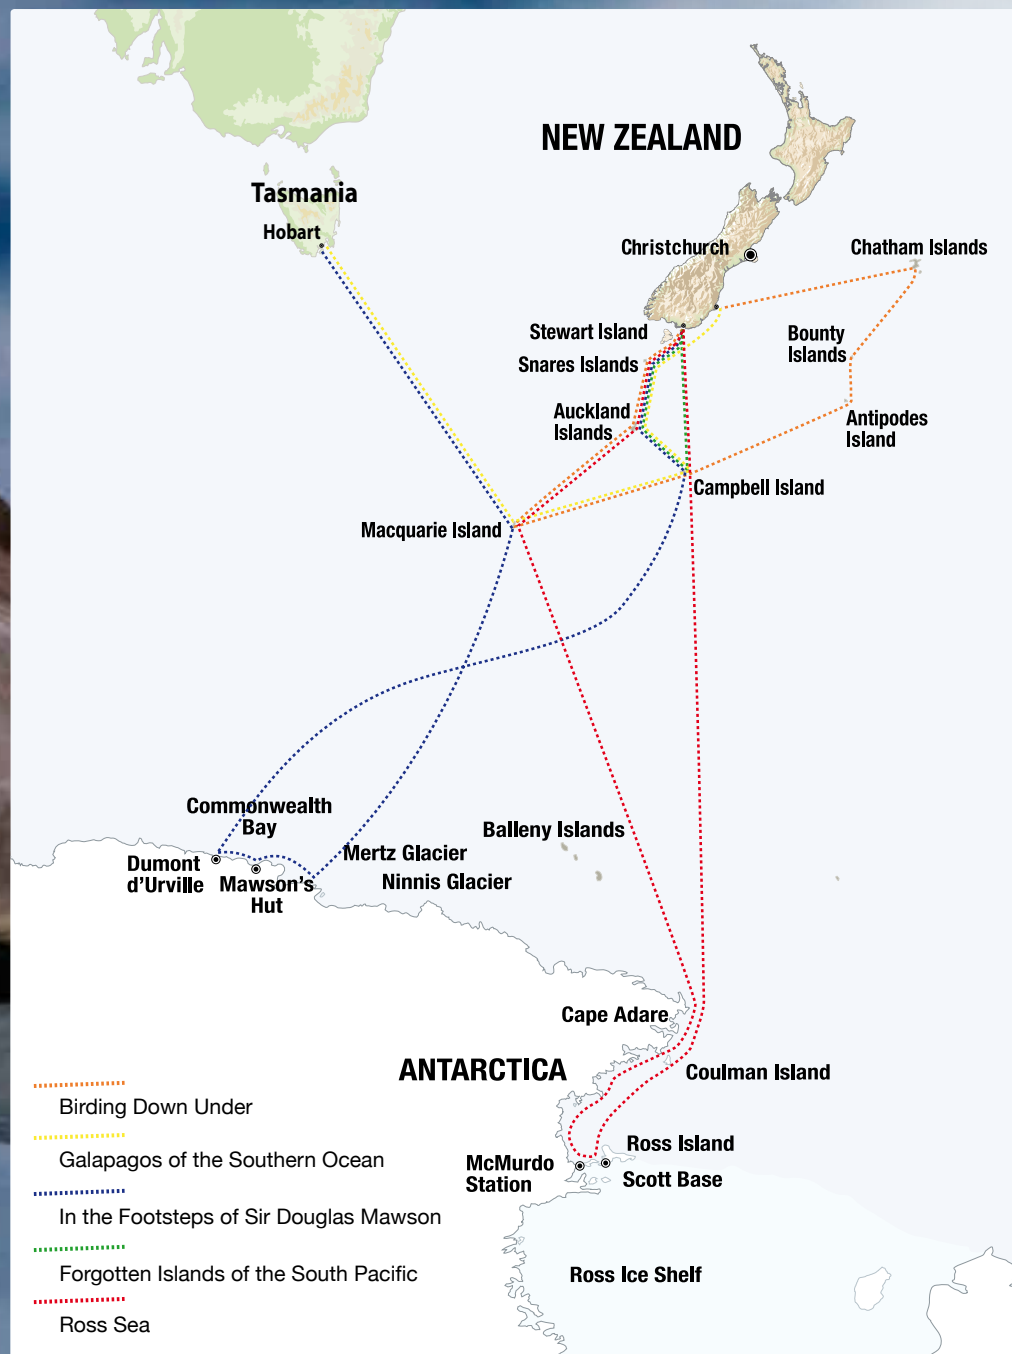 NEW ZEALAND
Tasmania
Hobart
Christchurch
Chatham Islands
Stewart Island
Bounty
Islands
Snares Islands
Auckland
Islands
Antipodes
Island
Campbell Island
Macquarie Island
Commonwealth
Bay
Balleny Islands
Mertz Glacier
Dumont
d'Urville
Mawson's
Hut
Ninnis Glacier
Cape Adare
ANTARCTICA
Coulman Island
Ross Island
McMurdo
Station
Scott Base
Ross Ice Shelf
Birding Down Under
Galapagos of the Southern Ocean
In the Footsteps of Sir Douglas Mawson
Forgotten Islands of the South Pacific
Ross Sea